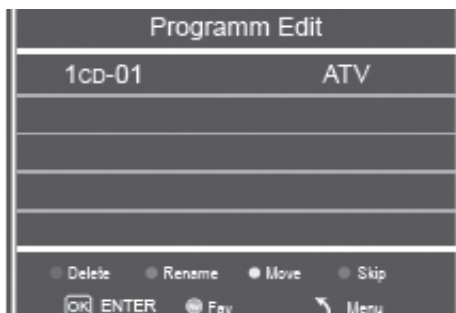 Programm Edit
1CD-01 ATV
Delete Rename Move Skip
OK ENTER Fav Menu